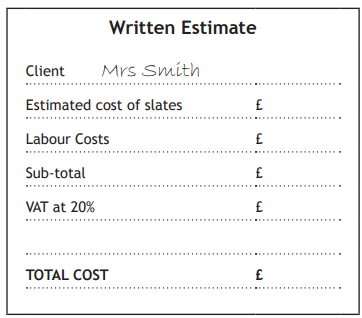 Written Estimate
Client Mrs Smith
Estimated cost of slates £
Labour Costs £
Sub-total £
VAT at 20% £
TOTAL COST £